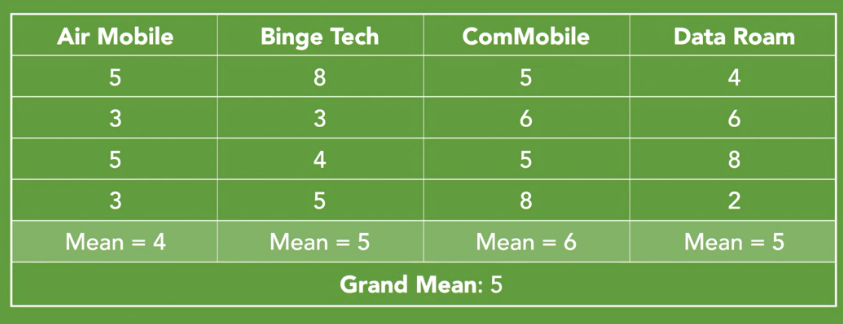 Air Mobile Binge Tech ComMobile Data Roam
5 8 5 4
3 3 6 6
5 4 5 8
3 5 8 2
Mean = 4 Mean = 5 Mean = 6 Mean = 5
Grand Mean: 5